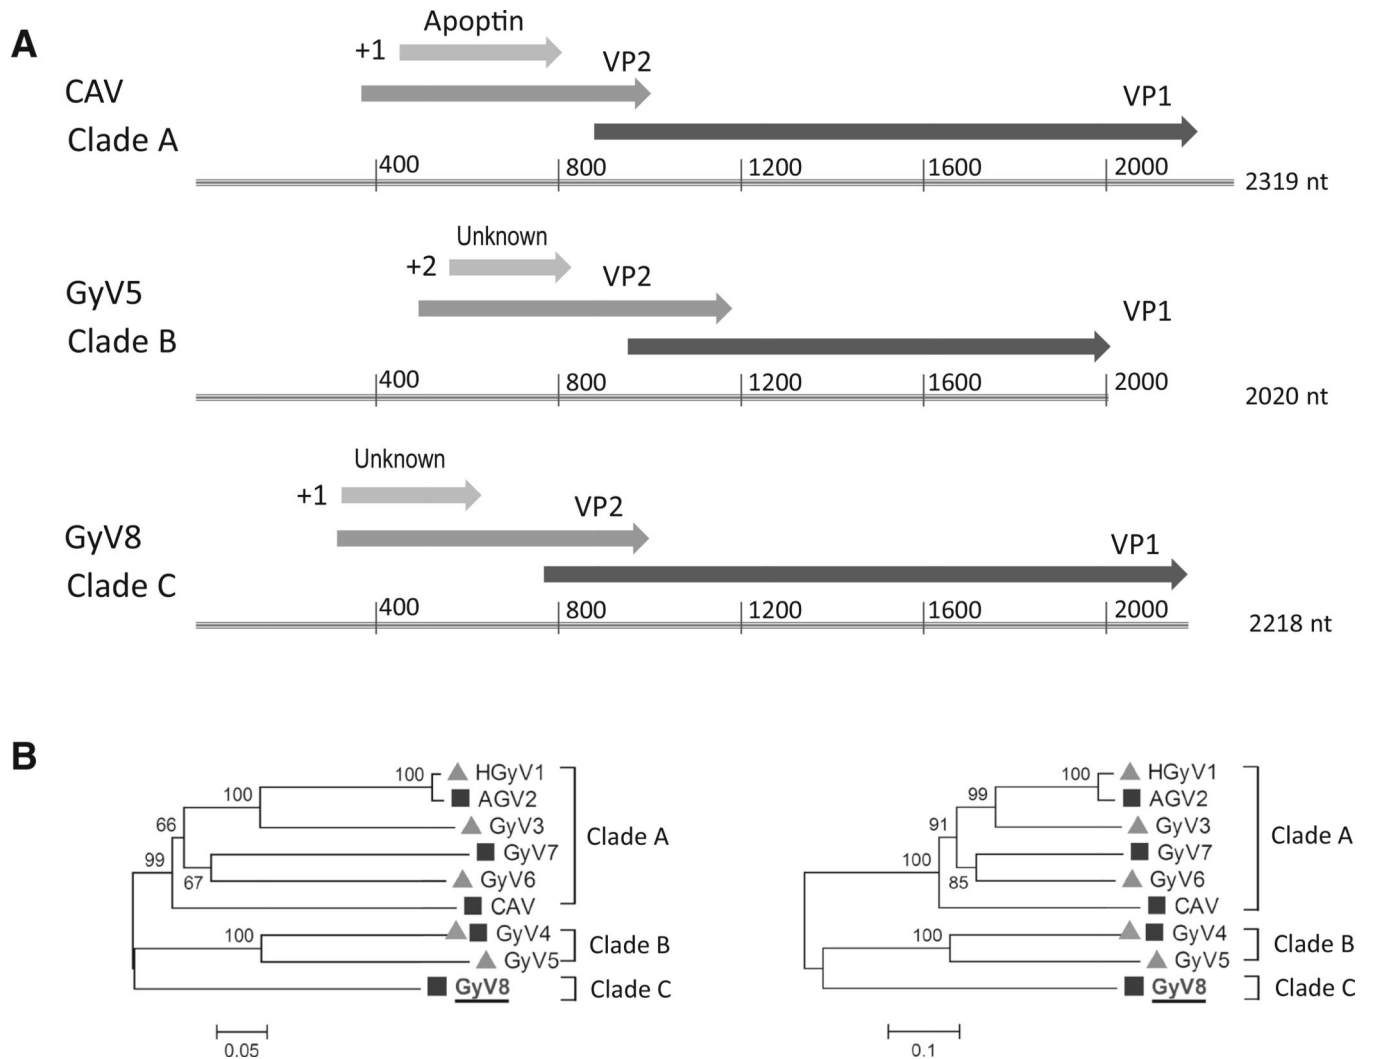 A
Apoptin
+1
VP2
CAV
VP1
Clade A
400 800 1200 1600 2000
2319 nt
Unknown
+2
VP2
GyV5
VP1
Clade B
400 800 1200 1600 2000
2020 nt
Unknown
+1
VP2
GyV8
VP1
Clade C
400 800 1200 1600 2000
2218 nt
B
100 HGyV1
100 AGV2
66 GyV3
Clade A
99 GyV7
67 GyV6
CAV
100 GyV4
Clade B
GyV5
GyV8 Clade C
0.05
100 HGyV1
99 AGV2
91 GyV3
Clade A
100 GyV7
85 GyV6
CAV
100 GyV4
Clade B
GyV5
GyV8 Clade C
0.1